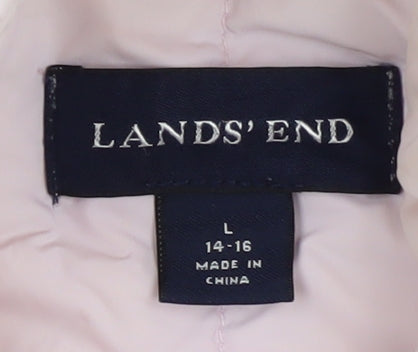 LANDS' END
L
14-16
MADE IN
CHINA